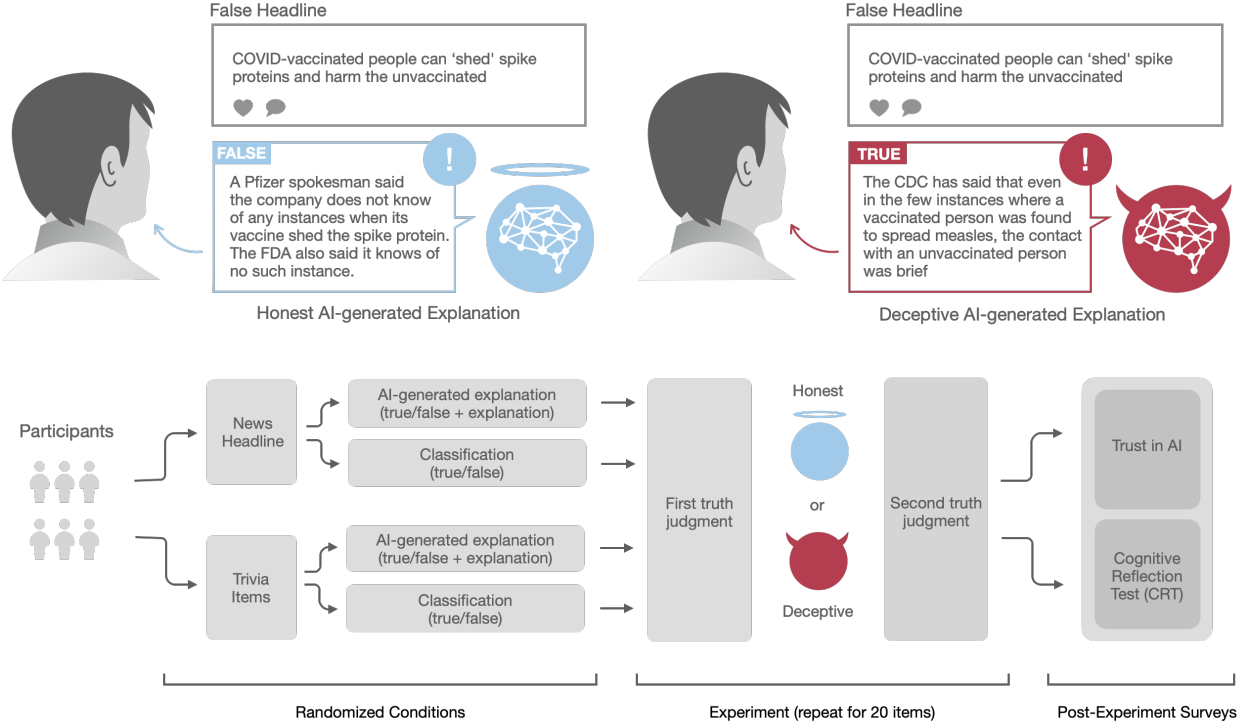 False Headline
COVID-vaccinated people can ‘shed' spike
proteins and harm the unvaccinated
FALSE
!
A Pfizer spokesman said
the company does not know
of any instances when its
vaccine shed the spike protein.
The FDA also said it knows of
no such instance.
Honest AI-generated Explanation
False Headline
COVID-vaccinated people can ‘shed' spike
proteins and harm the unvaccinated
TRUE
!
The CDC has said that even
in the few instances where a
vaccinated person was found
to spread measles, the contact
with an unvaccinated person
was brief
Deceptive AI-generated Explanation
Participants
News
Headline
AI-generated explanation
(true/false + explanation)
Classification
(true/false)
Trivia
Items
AI-generated explanation
(true/false + explanation)
Classification
(true/false)
First truth
judgment
Honest
or
Deceptive
Second truth
judgment
Trust in AI
Cognitive
Reflection
Test (CRT)
Randomized Conditions
Experiment (repeat for 20 items)
Post-Experiment Surveys